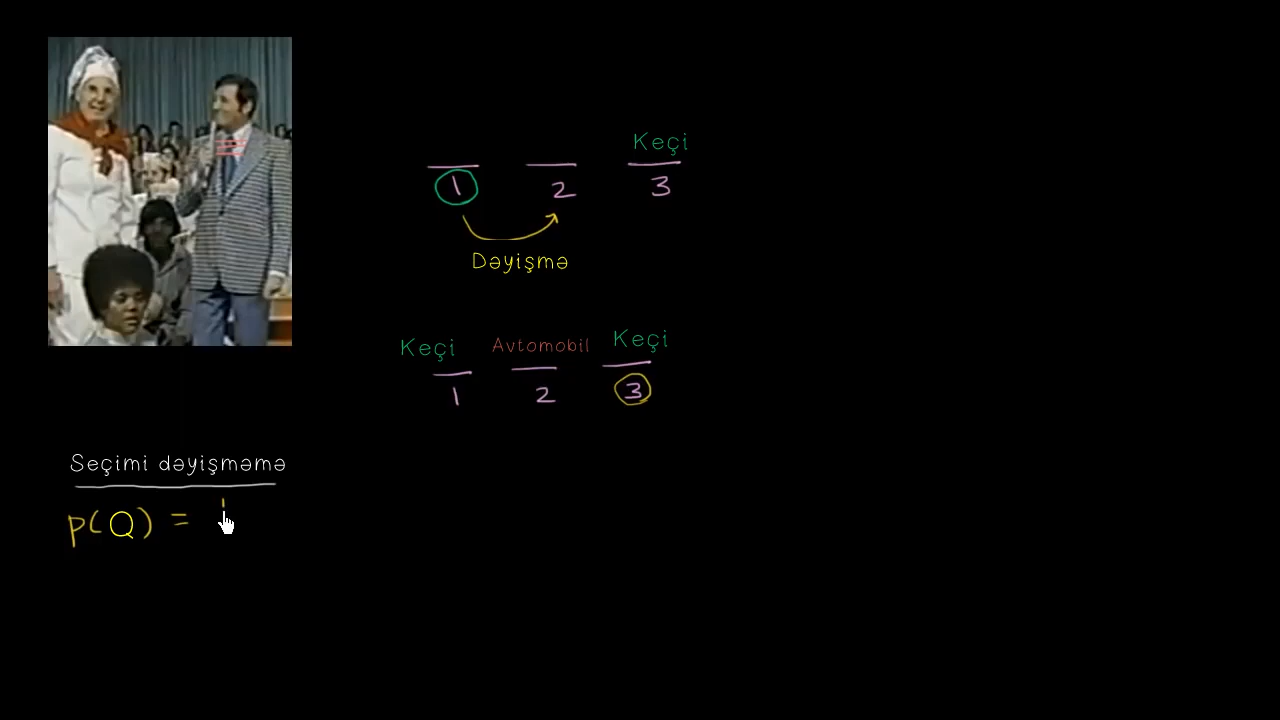 Keçi
1 2 3
Dəyişmə
Keçi Avtomobil Keçi
1 2 3
Seçimi dəyişməmə
p(Q) =